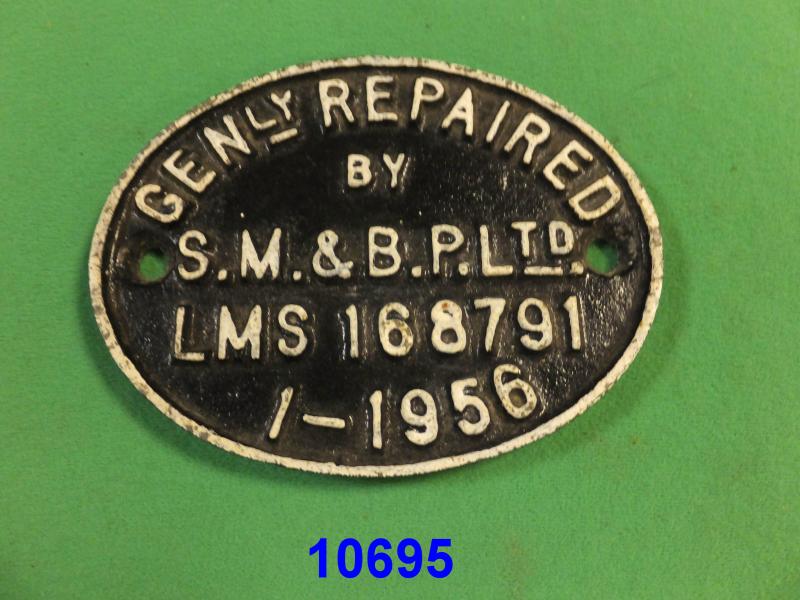 GENLY REPAIRED
BY
S.M.&B.P.LTD.
LMS 168791
1-1956
10695